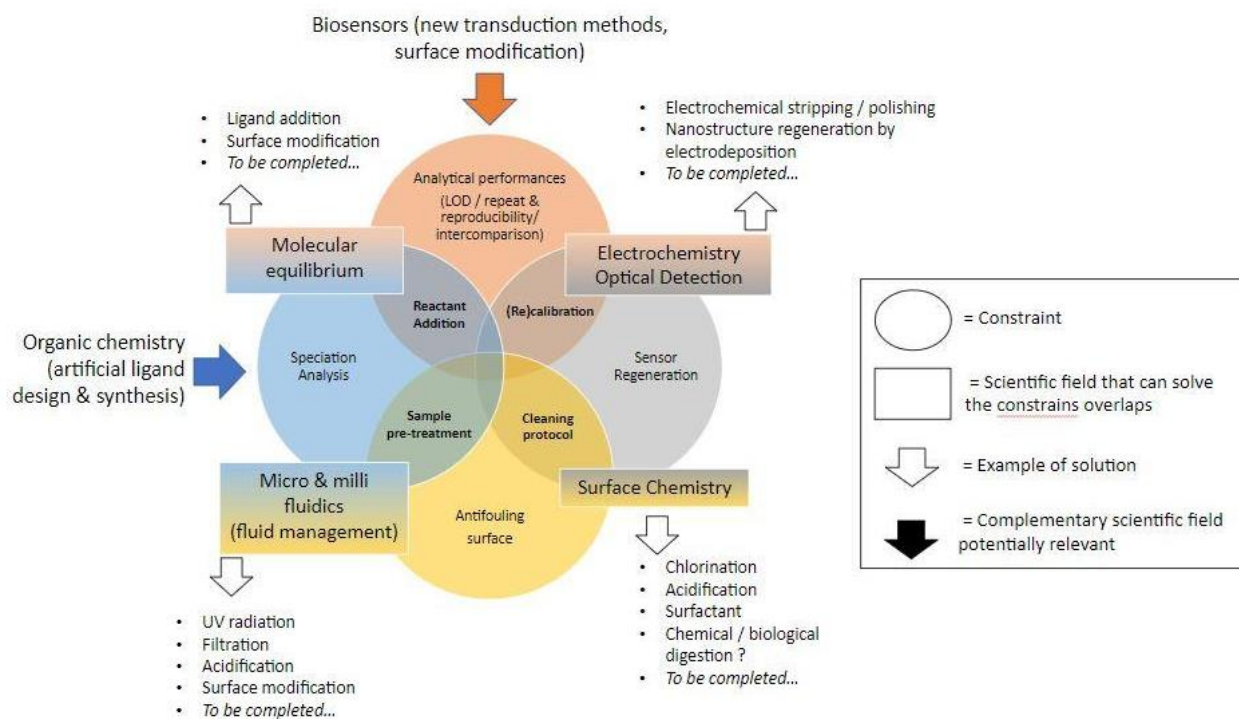 Biosensors (new transduction methods,
surface modification)
• Ligand addition
• Surface modification
• To be completed...
• Electrochemical stripping / polishing
• Nanostructure regeneration by
electrodeposition
• To be completed...
Analytical performances
(LOD / repeat &
reproducibility/
intercomparison)
Molecular
equilibrium
Electrochemistry
Optical Detection
Reactant
Addition
(Re)calibration
Organic chemistry
(artificial ligand
design & synthesis)
Speciation
Analysis
Sensor
Regeneration
Sample
pre-treatment
Cleaning
protocol
Micro & milli
fluidics
(fluid management)
Surface Chemistry
Antifouling
surface
• UV radiation
• Filtration
• Acidification
• Surface modification
• To be completed...
• Chlorination
• Acidification
• Surfactant
• Chemical / biological
digestion ?
• To be completed...
= Constraint
= Scientific field that can solve
the constrains overlaps
= Example of solution
= Complementary scientific field
potentially relevant